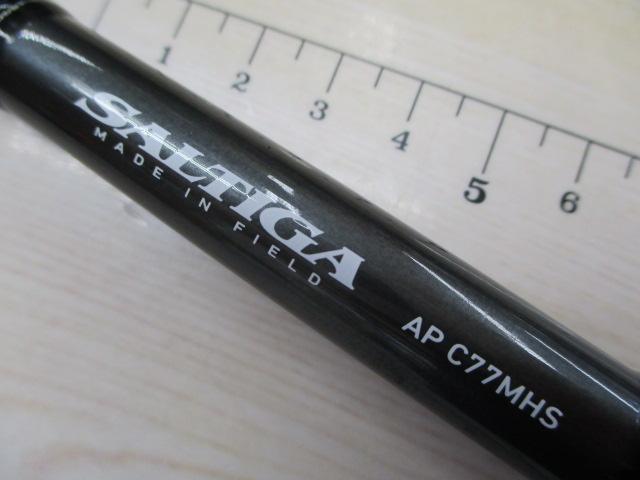 1 2 3 4 5 6
SALTIGA
MADE IN FIELD
AP C77MHS